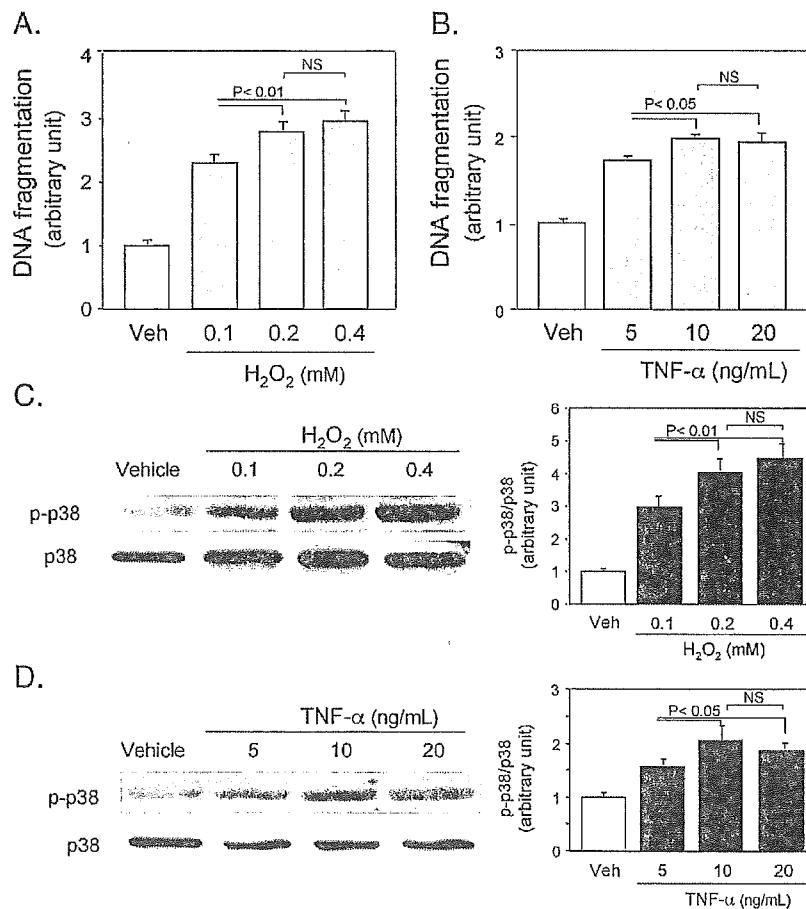 A.
DNA fragmentation
(arbitrary unit)
4
3
2
1
0
NS
P< 0.01
Veh
0.1
0.2
0.4
H₂O₂ (mM)
B.
DNA fragmentation
(arbitrary unit)
3
2
1
0
NS
P< 0.05
Veh
5
10
20
TNF-α (ng/mL)
C.
H₂O₂ (mM)
Vehicle
0.1
0.2
0.4
p-p38
p38
p-p38/p38
(arbitrary unit)
6
5
4
3
2
1
0
NS
P< 0.01
Veh
0.1
0.2
0.4
H₂O₂ (mM)
D.
TNF-α (ng/mL)
Vehicle
5
10
20
p-p38
p38
p-p38/p38
(arbitrary unit)
3
2
1
0
NS
P< 0.05
Veh
5
10
20
TNF-α (ng/mL)